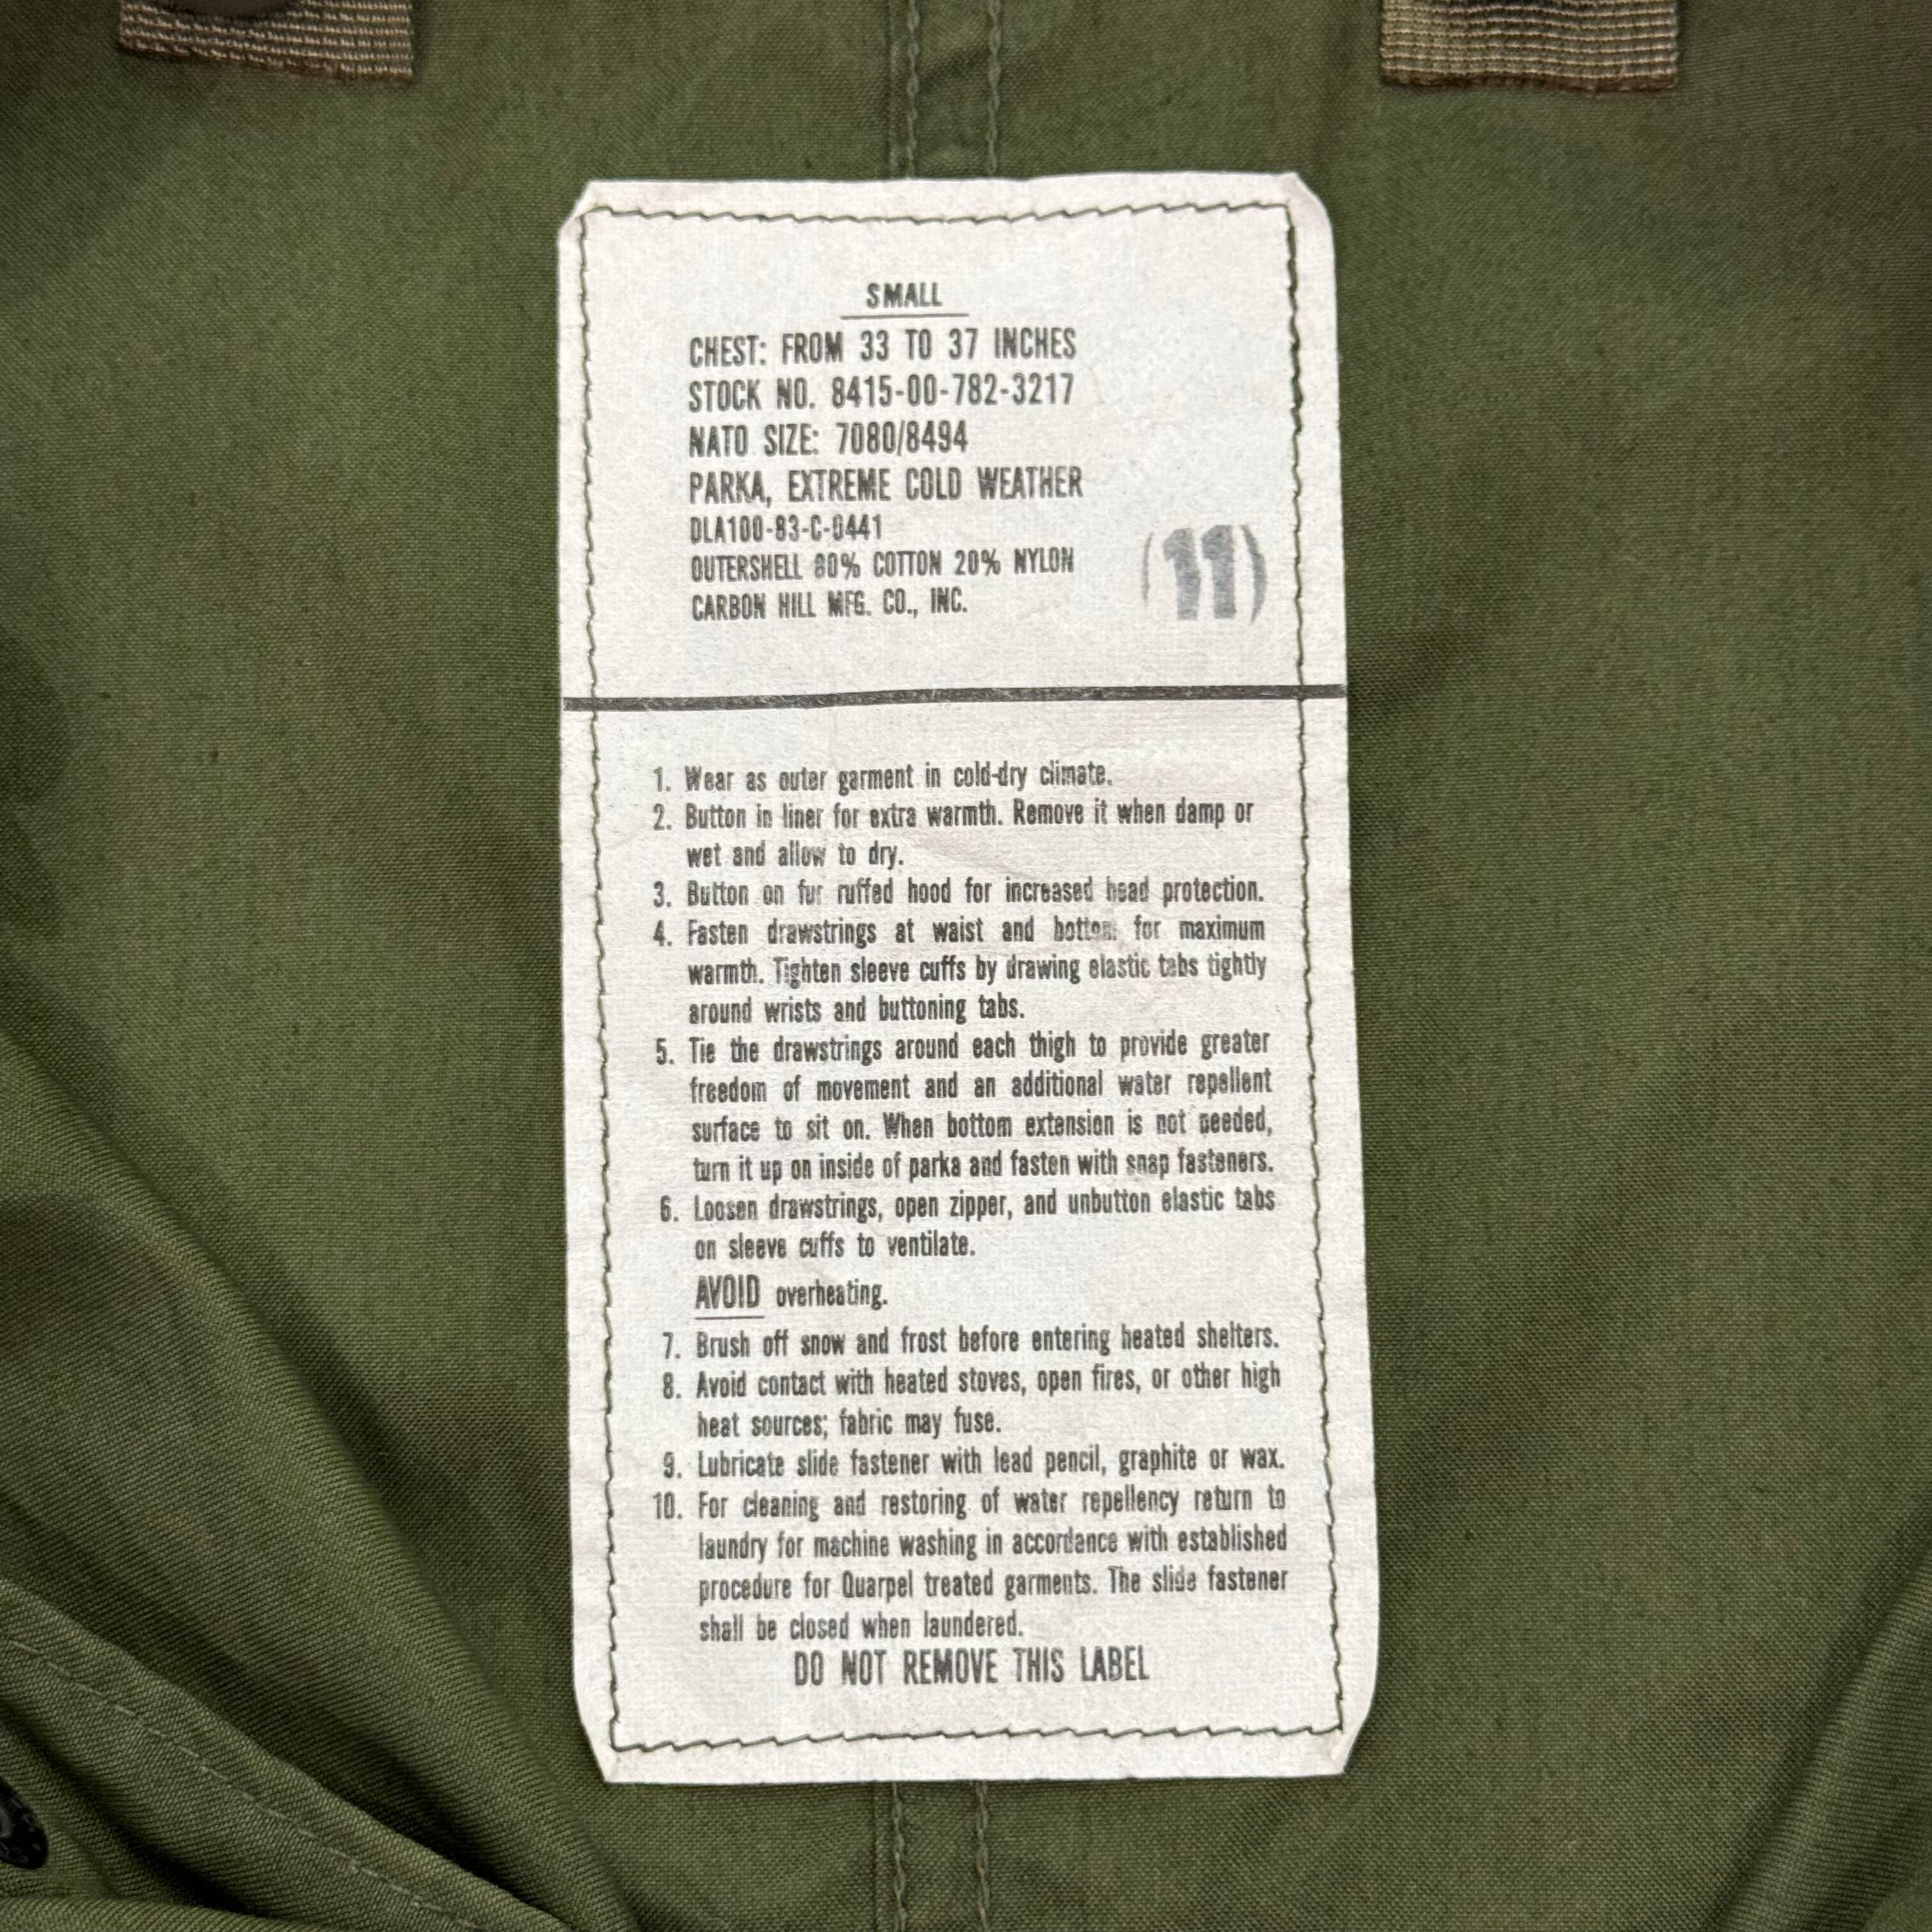 SMALL
CHEST: FROM 33 TO 37 INCHES
STOCK NO. 8415-00-782-3217
NATO SIZE: 7080/8494
PARKA, EXTREME COLD WEATHER
DLA100-83-C-0441
OUTERSHELL 80% COTTON 20% NYLON
CARBON HILL MFG. CO., INC.
(11)
1. Wear as outer garment in cold-dry climate.
2. Button in liner for extra warmth. Remove it when damp or
wet and allow to dry.
3. Button on fur ruffed hood for increased head protection.
4. Fasten drawstrings at waist and bottom for maximum
warmth. Tighten sleeve cuffs by drawing elastic tabs tightly
around wrists and buttoning tabs.
5. Tie the drawstrings around each thigh to provide greater
freedom of movement and an additional water repellent
surface to sit on. When bottom extension is not needed,
turn it up on inside of parka and fasten with snap fasteners.
6. Loosen drawstrings, open zipper, and unbutton elastic tabs
on sleeve cuffs to ventilate.
AVOID overheating.
7. Brush off snow and frost before entering heated shelters.
8. Avoid contact with heated stoves, open fires, or other high
heat sources; fabric may fuse.
9. Lubricate slide fastener with lead pencil, graphite or wax.
10. For cleaning and restoring of water repellency return to
laundry for machine washing in accordance with established
procedure for Quarpel treated garments. The slide fastener
shall be closed when laundered.
DO NOT REMOVE THIS LABEL